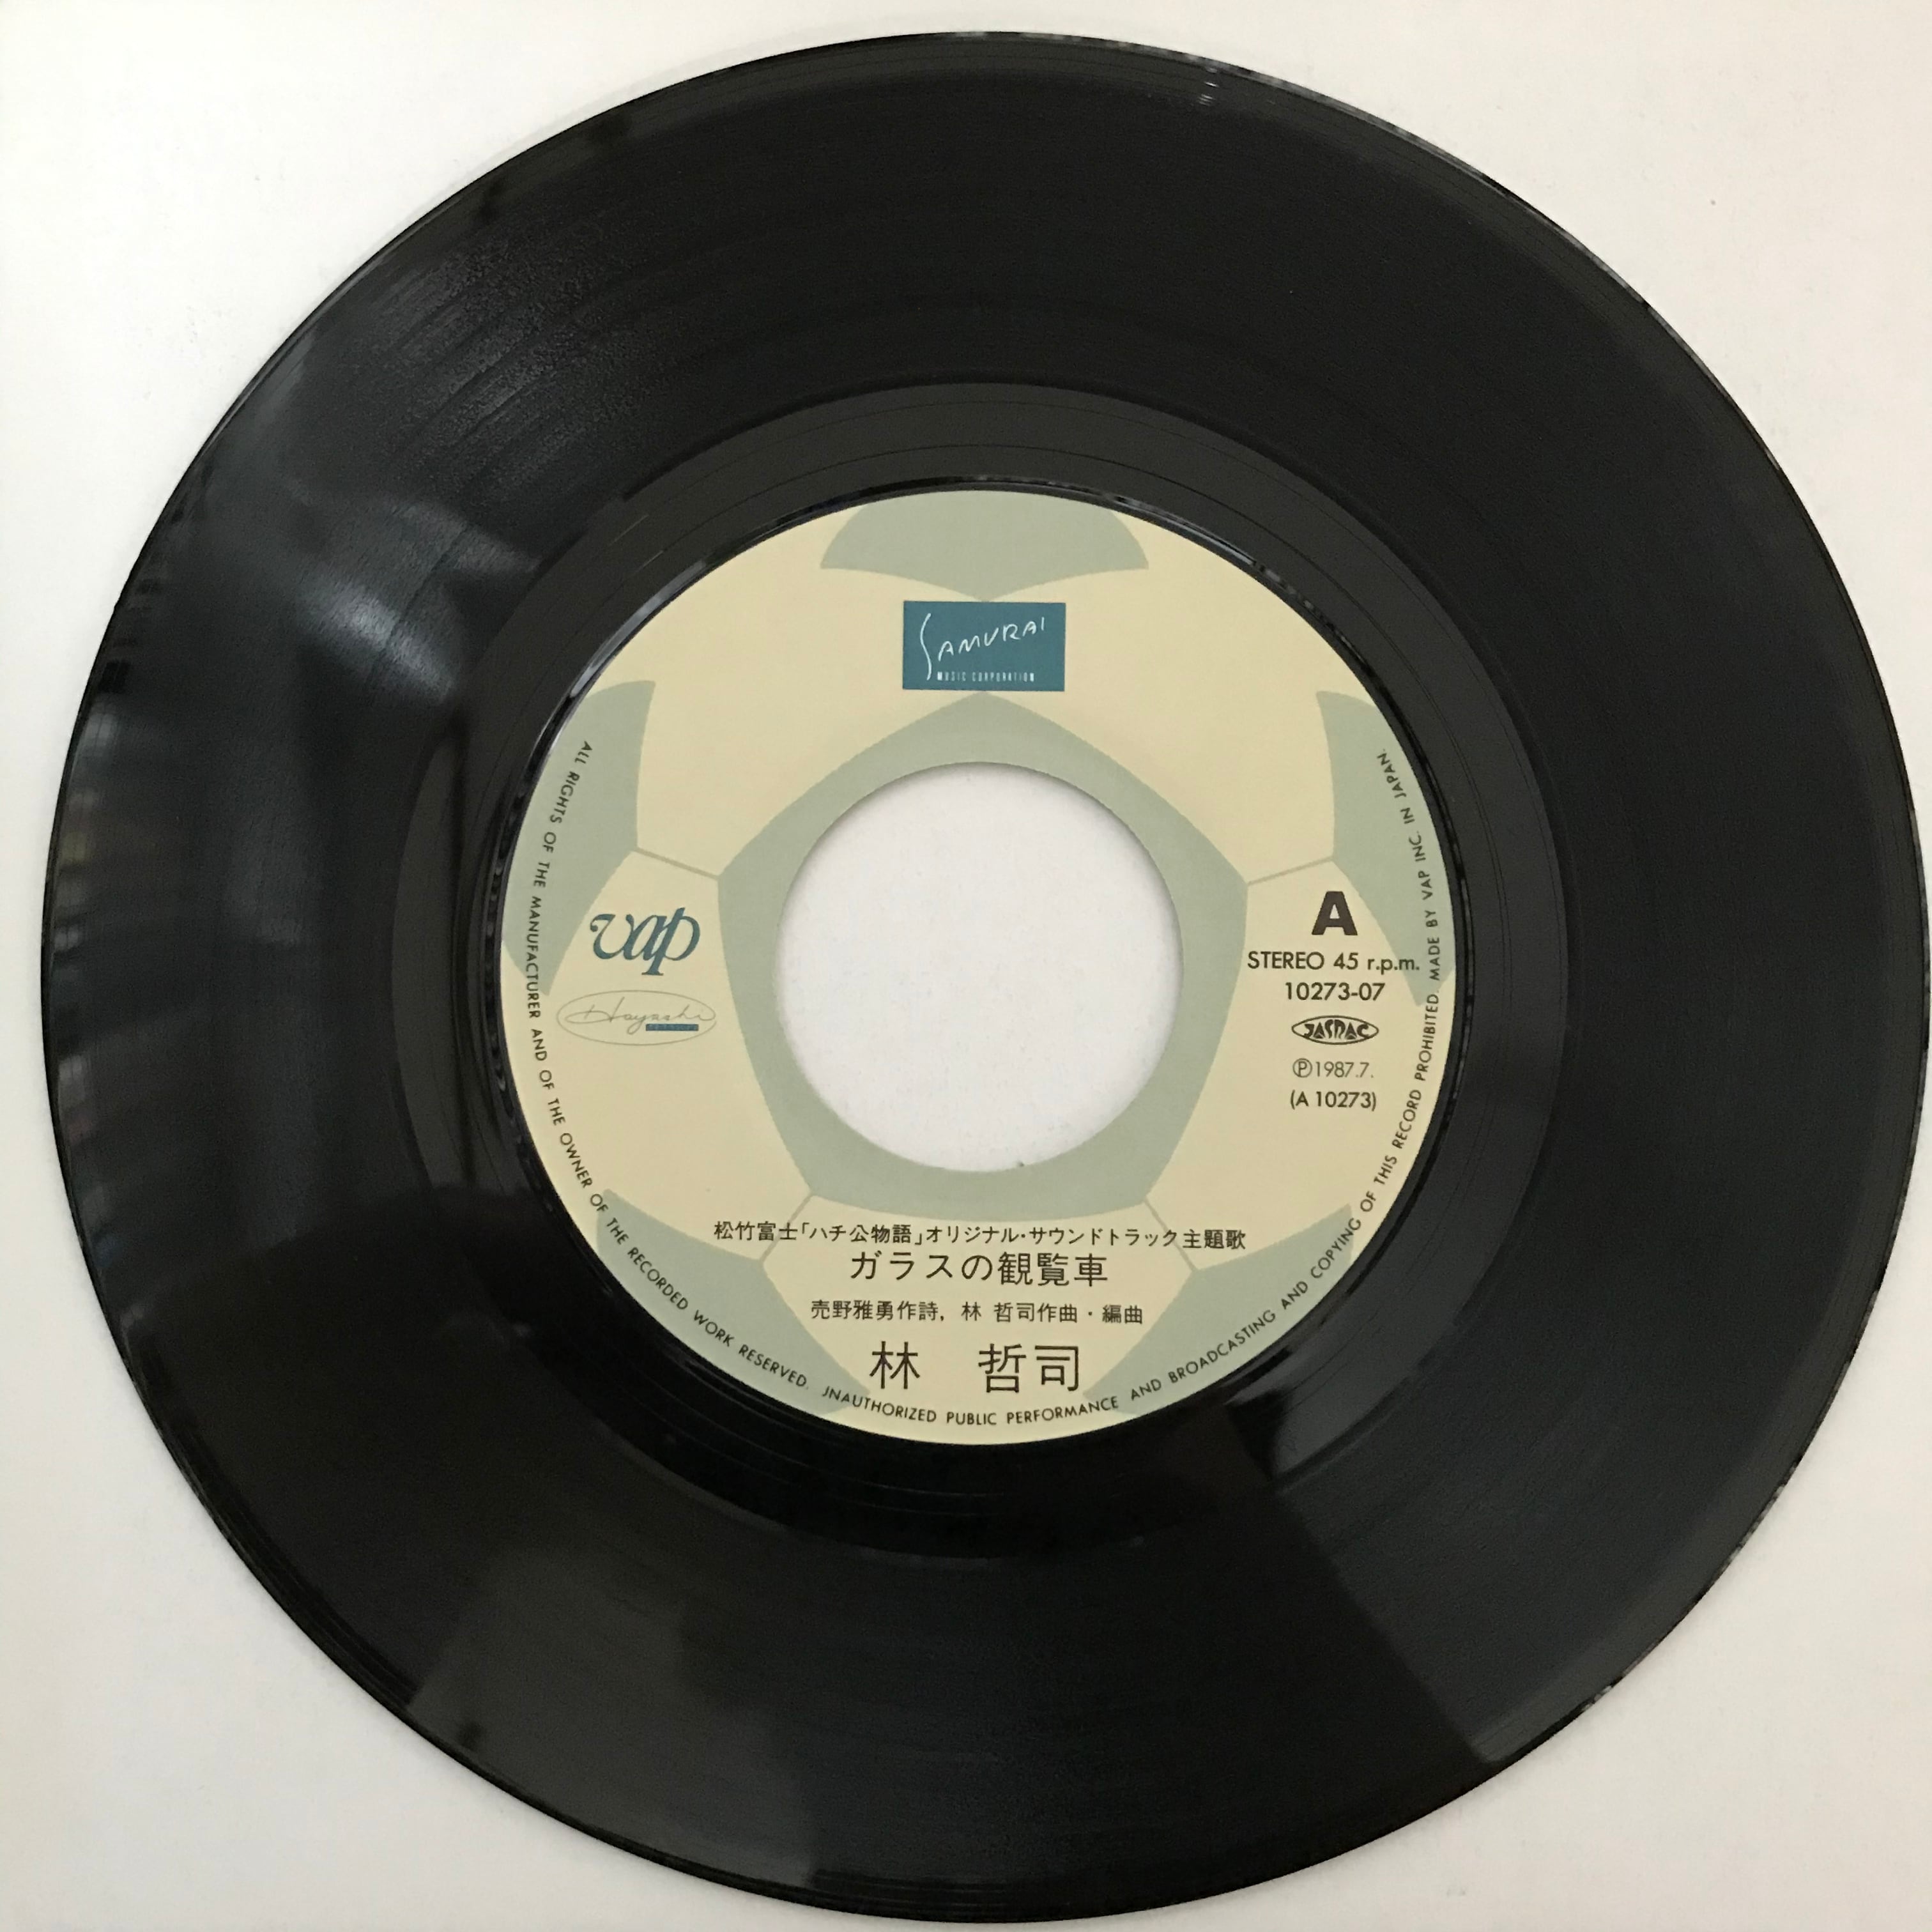 SAMURAI
MUSIC CORPORATION
vap
Hayashi
A
STEREO 45 r.p.m.
10273-07
JASRAC
Ⓟ1987.7.
(A 10273)
松竹富士「ハチ公物語」オリジナル・サウンドトラック主題歌
ガラスの観覧車
売野雅勇作詩, 林 哲司作曲・編曲
林 哲司
ALL RIGHTS OF THE MANUFACTURER AND OF THE OWNER OF THE RECORDED WORK RESERVED. JNAUTHORIZED PUBLIC PERFORMANCE AND BROADCASTING AND COPYING OF THIS RECORD PROHIBITED. MADE BY VAP INC. IN JAPAN.